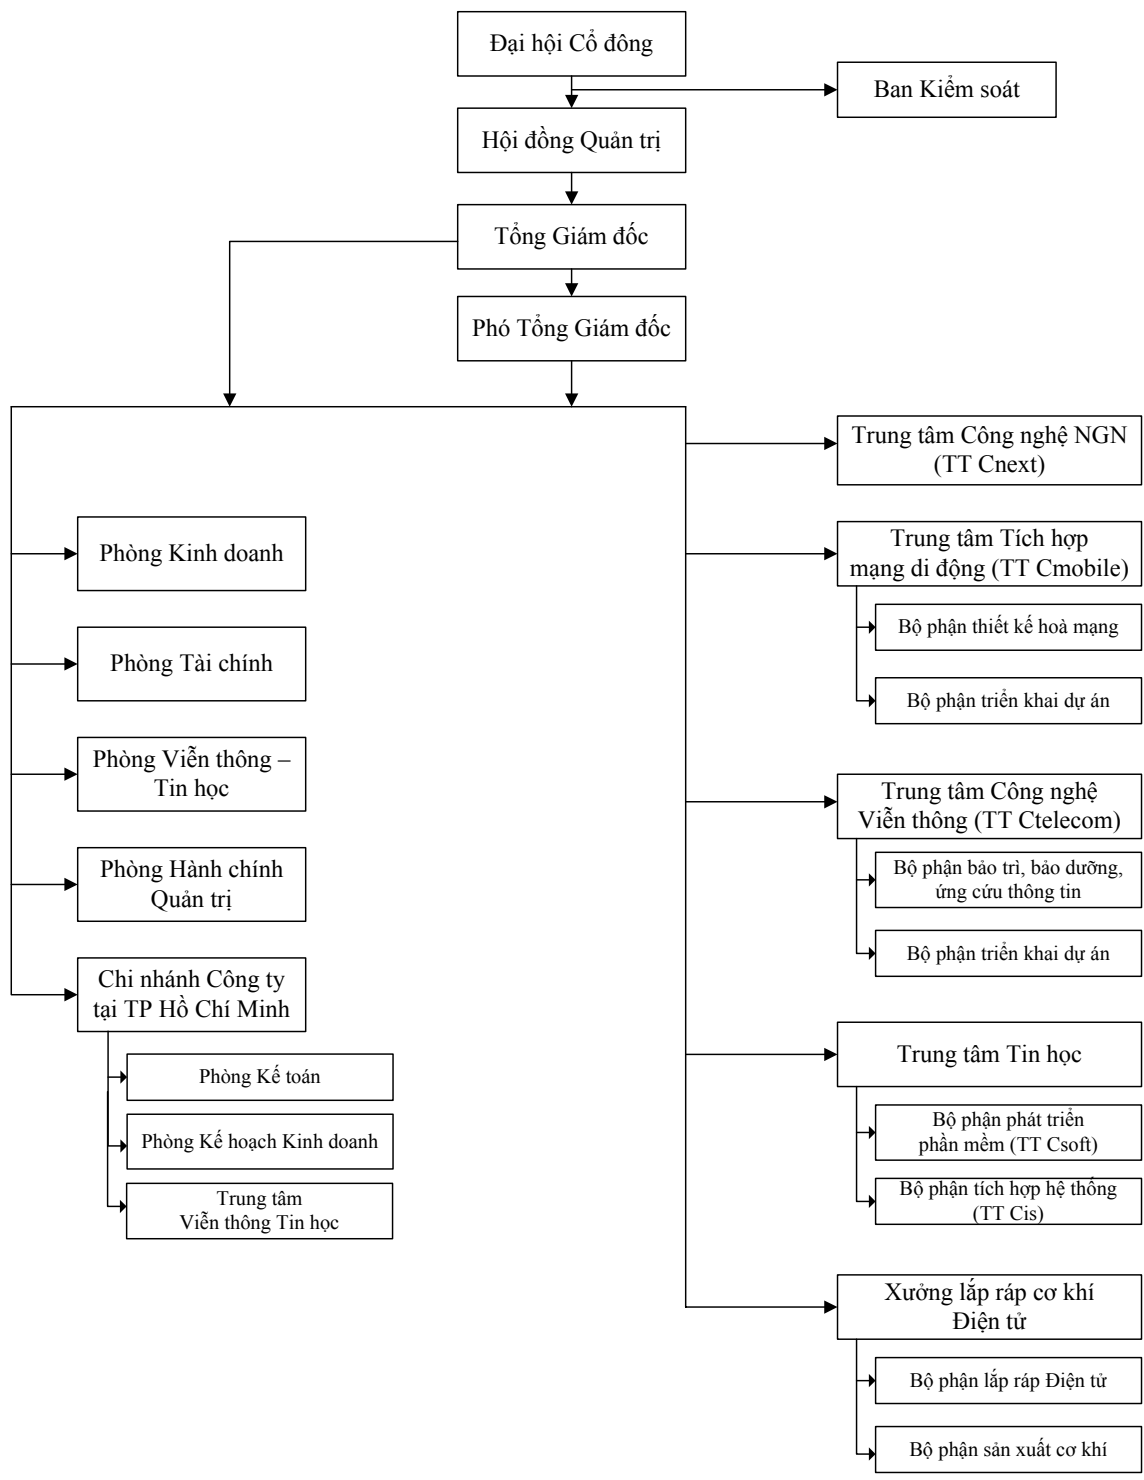 Đại hội Cổ đông
Ban Kiểm soát
Hội đồng Quản trị
Tổng Giám đốc
Phó Tổng Giám đốc
Phòng Kinh doanh
Phòng Tài chính
Phòng Viễn thông –
Tin học
Phòng Hành chính
Quản trị
Chi nhánh Công ty
tại TP Hồ Chí Minh
Phòng Kế toán
Phòng Kế hoạch Kinh doanh
Trung tâm
Viễn thông Tin học
Trung tâm Công nghệ NGN
(TT Cnext)
Trung tâm Tích hợp
mạng di động (TT Cmobile)
Bộ phận thiết kế hoà mạng
Bộ phận triển khai dự án
Trung tâm Công nghệ
Viễn thông (TT Ctelecom)
Bộ phận bảo trì, bảo dưỡng,
ứng cứu thông tin
Bộ phận triển khai dự án
Trung tâm Tin học
Bộ phận phát triển
phần mềm (TT Csoft)
Bộ phận tích hợp hệ thống
(TT Cis)
Xưởng lắp ráp cơ khí
Điện tử
Bộ phận lắp ráp Điện tử
Bộ phận sản xuất cơ khí